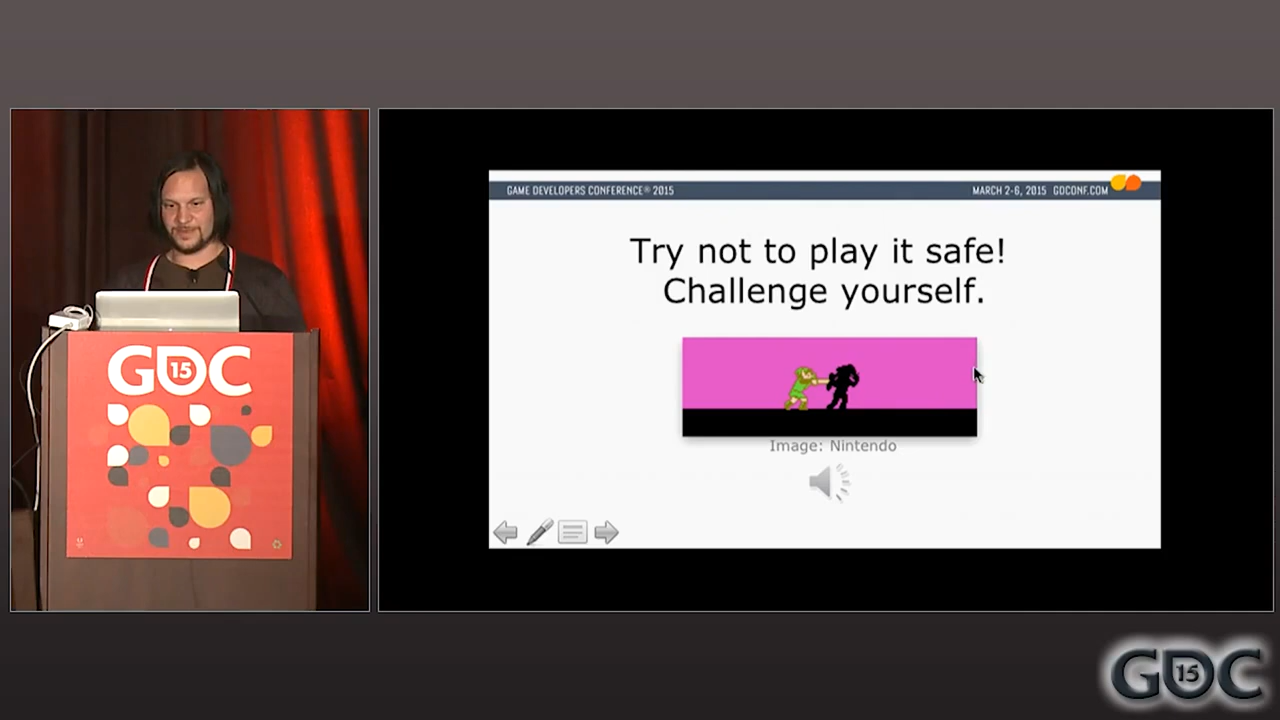 GAME DEVELOPERS CONFERENCE® 2015
MARCH 2-6, 2015 GDCONF.COM
Try not to play it safe!
Challenge yourself.
Image: Nintendo
GDC 15
GDC 15